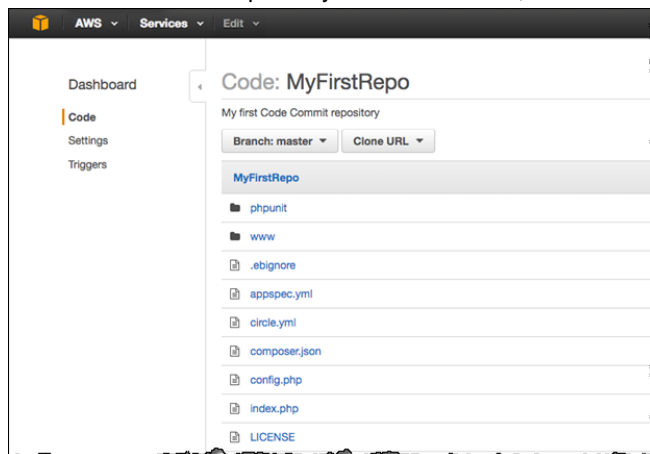 AWS Services Edit
Dashboard
Code
Settings
Triggers
Code: MyFirstRepo
My first Code Commit repository
Branch: master Clone URL
MyFirstRepo
phpunit
www
.ebignore
appspec.yml
circle.yml
composer.json
config.php
index.php
LICENSE